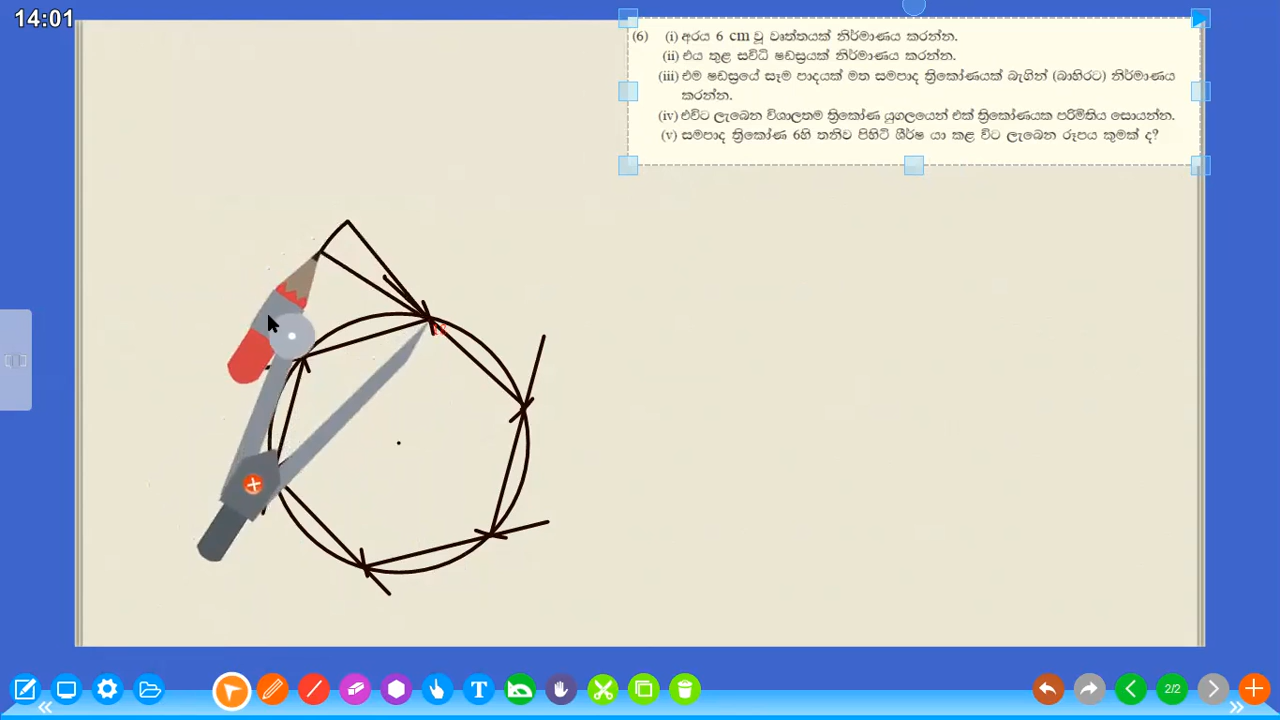 14:01
(6) (i) අරය 6 cm වූ වෘත්තයක් නිර්මාණය කරන්න.
(ii) එය තුළ සවිධි ෂඩස්‍රයක් නිර්මාණය කරන්න.
(iii) එම ෂඩස්‍රයේ සෑම පාදයක් මත සමපාද ත්‍රිකෝණයක් බැගින් (බාහිරට) නිර්මාණය
කරන්න.
(iv) එවිට ලැබෙන විශාලතම ත්‍රිකෝණ යුගලයෙන් එක් ත්‍රිකෝණයක පරිමිතිය සොයන්න.
(v) සමපාද ත්‍රිකෝණ 6හි තනිව පිහිටි ශීර්ෂ යා කළ විට ලැබෙන රූපය කුමක් ද?
2/2